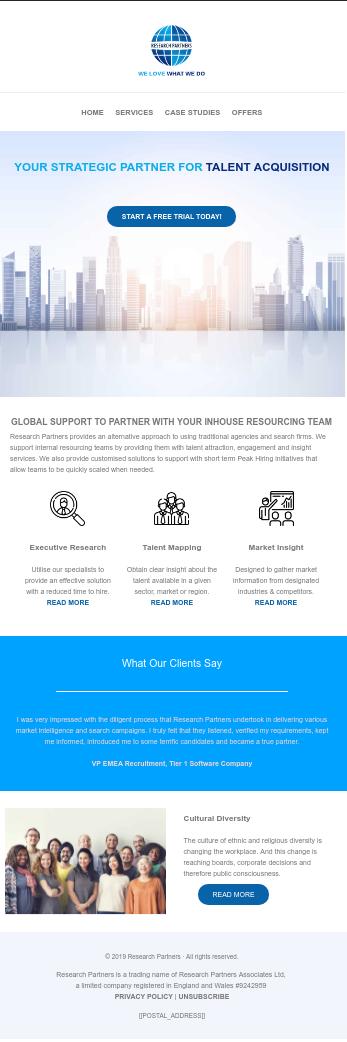 RESEARCH PARTNERS
WE LOVE WHAT WE DO
HOME SERVICES CASE STUDIES OFFERS
YOUR STRATEGIC PARTNER FOR TALENT ACQUISITION
START A FREE TRIAL TODAY!
GLOBAL SUPPORT TO PARTNER WITH YOUR INHOUSE RESOURCING TEAM
Research Partners provides an alternative approach to using traditional agencies and search firms. We
support internal resourcing teams by providing them with talent attraction, engagement and insight
services. We also provide customised solutions to support with short term Peak Hiring initiatives that
allow teams to be quickly scaled when needed.
Executive Research
Utilise our specialists to
provide an effective solution
with a reduced time to hire.
READ MORE
Talent Mapping
Obtain clear insight about the
talent available in a given
sector, market or region.
READ MORE
Market Insight
Designed to gather market
information from designated
industries & competitors.
READ MORE
What Our Clients Say
I was very impressed with the diligent process that Research Partners undertook in delivering various
market intelligence and search campaigns. I truly felt that they listened, verified my requirements, kept
me informed, introduced me to some terrific candidates and became a true partner.
VP EMEA Recruitment, Tier 1 Software Company
Cultural Diversity
The culture of ethnic and religious diversity is
changing the workplace. And this change is
reaching boards, corporate decisions and
therefore public consciousness.
READ MORE
© 2019 Research Partners · All rights reserved.
Research Partners is a trading name of Research Partners Associates Ltd,
a limited company registered in England and Wales #9242959
PRIVACY POLICY | UNSUBSCRIBE
[[POSTAL_ADDRESS]]